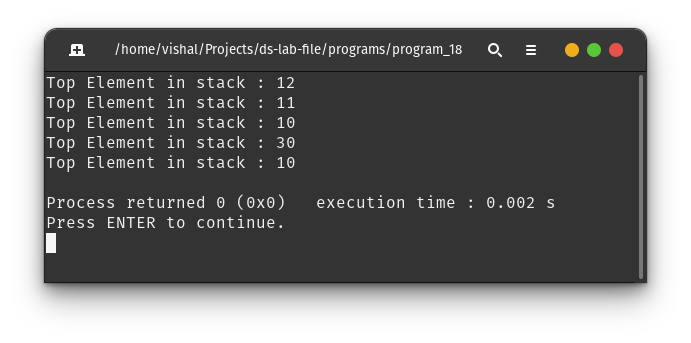 /home/vishal/Projects/ds-lab-file/programs/program_18
Top Element in stack : 12
Top Element in stack : 11
Top Element in stack : 10
Top Element in stack : 30
Top Element in stack : 10
Process returned 0 (0x0)   execution time : 0.002 s
Press ENTER to continue.